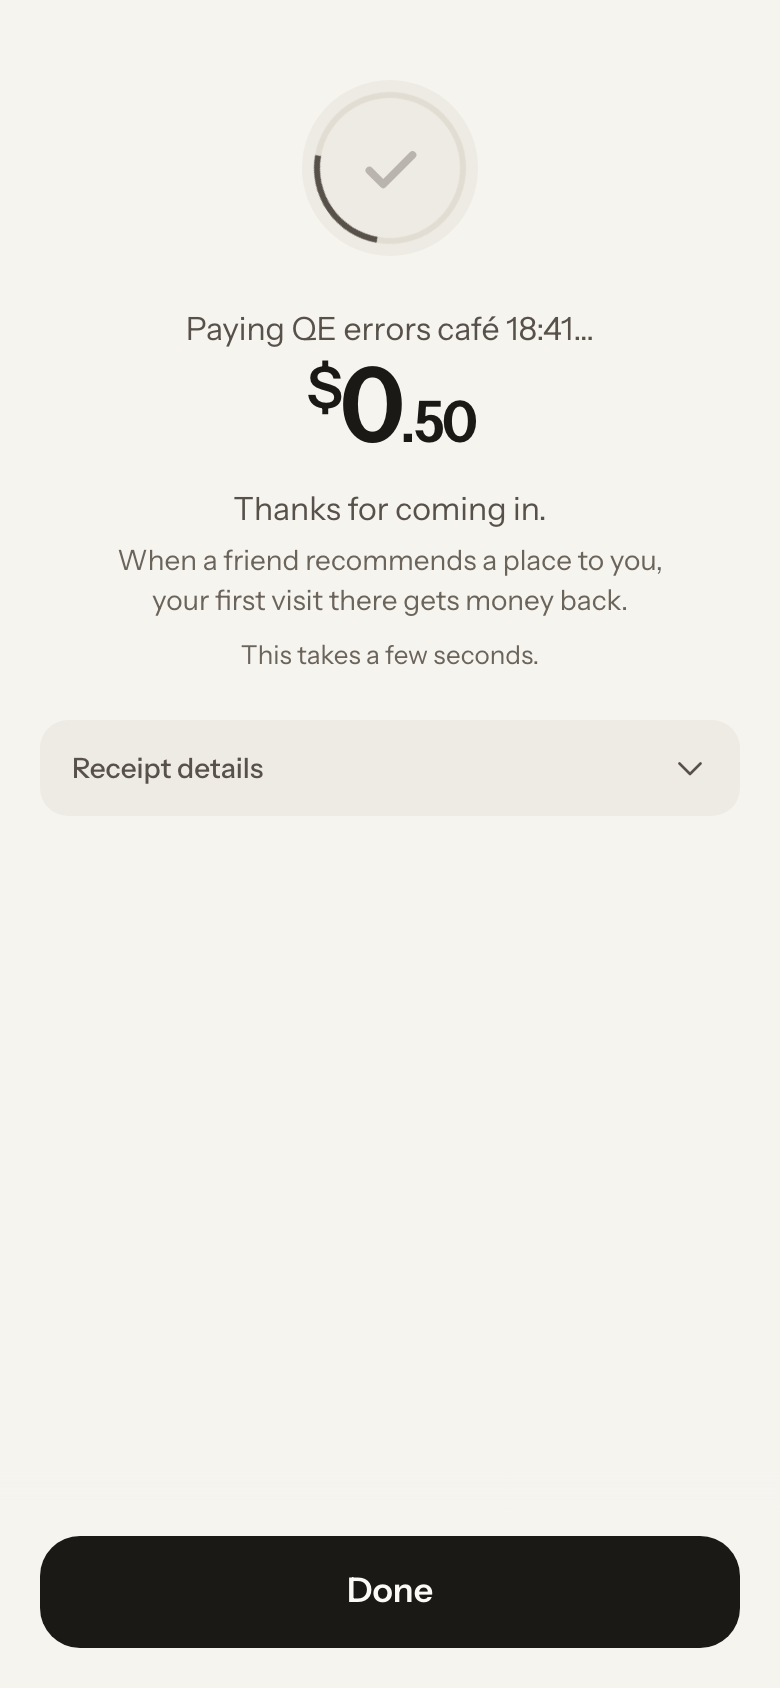 Paying QE errors café 18:41...
$0.50
Thanks for coming in.
When a friend recommends a place to you,
your first visit there gets money back.
This takes a few seconds.
Receipt details
Done